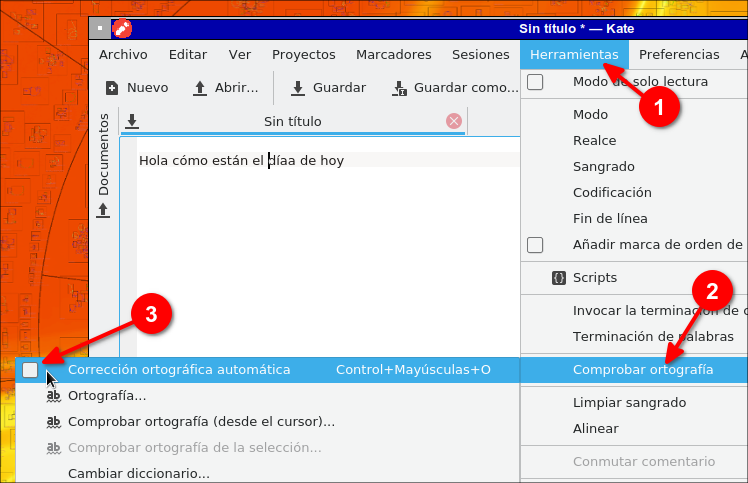 Sin título * — Kate
Archivo Editar Ver Proyectos Marcadores Sesiones Herramientas Preferencias A
Nuevo Abrir... Guardar Guardar como...
Documentos
Sin título
Hola cómo están el díaa de hoy
Modo de solo lectura
1
Modo
Realce
Sangrado
Codificación
Fin de línea
Añadir marca de orden de
{} Scripts
2
Invocar la terminación de
Terminación de palabras
Comprobar ortografía
Limpiar sangrado
Alinear
Conmutar comentario
3
Corrección ortográfica automática Control+Mayúsculas+O
ab Ortografía...
ab Comprobar ortografía (desde el cursor)...
ab Comprobar ortografía de la selección...
Cambiar diccionario...